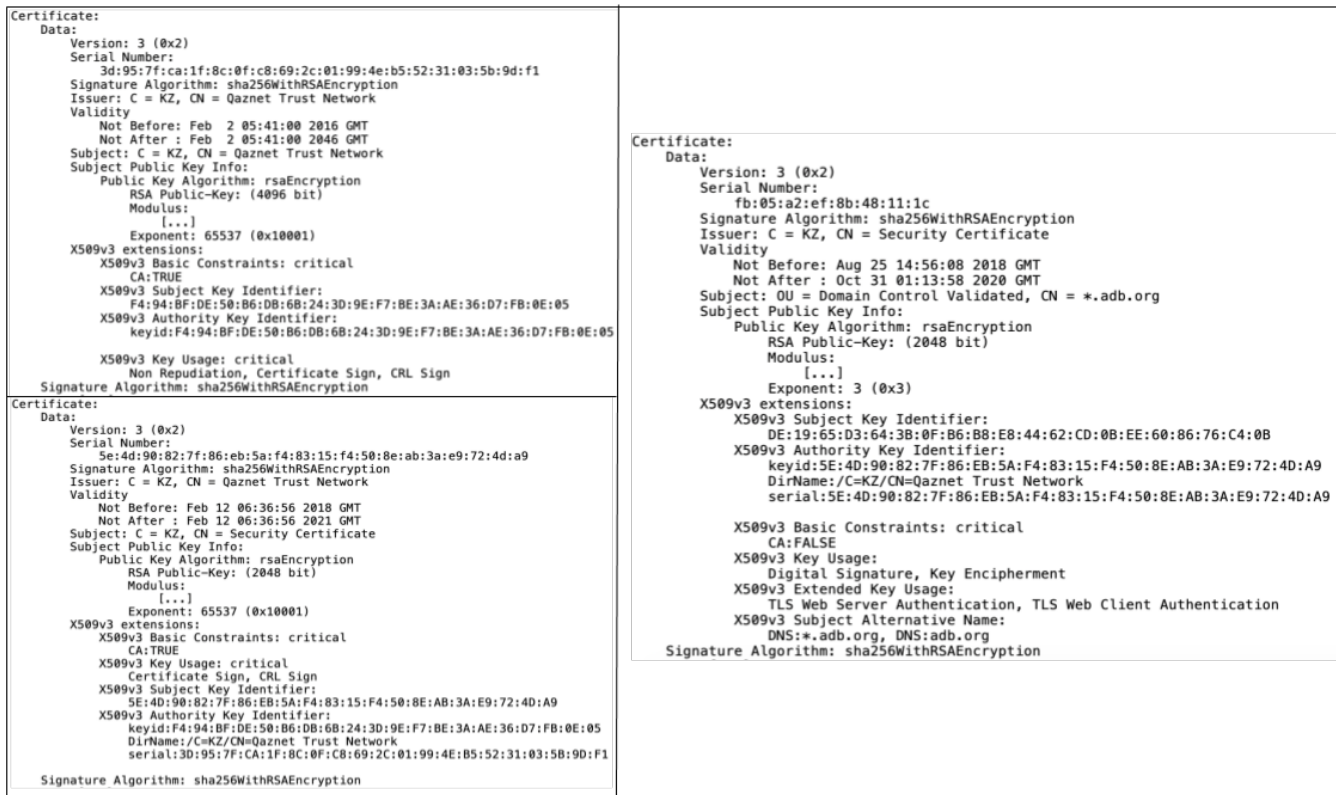 Certificate:
Data:
Version: 3 (0x2)
Serial Number:
3d:95:7f:ca:1f:8c:0f:c8:69:2c:01:99:4e:b5:52:31:03:5b:9d:f1
Signature Algorithm: sha256WithRSAEncryption
Issuer: C = KZ, CN = Qaznet Trust Network
Validity
Not Before: Feb  2 05:41:00 2016 GMT
Not After : Feb  2 05:41:00 2046 GMT
Subject: C = KZ, CN = Qaznet Trust Network
Subject Public Key Info:
Public Key Algorithm: rsaEncryption
RSA Public-Key: (4096 bit)
Modulus:
[...]
Exponent: 65537 (0x10001)
X509v3 extensions:
X509v3 Basic Constraints: critical
CA:TRUE
X509v3 Subject Key Identifier:
F4:94:BF:DE:50:B6:DB:6B:24:3D:9E:F7:BE:3A:AE:36:D7:FB:0E:05
X509v3 Authority Key Identifier:
keyid:F4:94:BF:DE:50:B6:DB:6B:24:3D:9E:F7:BE:3A:AE:36:D7:FB:0E:05
X509v3 Key Usage: critical
Non Repudiation, Certificate Sign, CRL Sign
Signature Algorithm: sha256WithRSAEncryption
Certificate:
Data:
Version: 3 (0x2)
Serial Number:
5e:4d:90:82:7f:86:eb:5a:f4:83:15:f4:50:8e:ab:3a:e9:72:4d:a9
Signature Algorithm: sha256WithRSAEncryption
Issuer: C = KZ, CN = Qaznet Trust Network
Validity
Not Before: Feb 12 06:36:56 2018 GMT
Not After : Feb 12 06:36:56 2021 GMT
Subject: C = KZ, CN = Security Certificate
Subject Public Key Info:
Public Key Algorithm: rsaEncryption
RSA Public-Key: (2048 bit)
Modulus:
[...]
Exponent: 65537 (0x10001)
X509v3 extensions:
X509v3 Basic Constraints: critical
CA:TRUE
X509v3 Key Usage: critical
Certificate Sign, CRL Sign
X509v3 Subject Key Identifier:
5E:4D:90:82:7F:86:EB:5A:F4:83:15:F4:50:8E:AB:3A:E9:72:4D:A9
X509v3 Authority Key Identifier:
keyid:F4:94:BF:DE:50:B6:DB:6B:24:3D:9E:F7:BE:3A:AE:36:D7:FB:0E:05
DirName:/C=KZ/CN=Qaznet Trust Network
serial:3D:95:7F:CA:1F:8C:0F:C8:69:2C:01:99:4E:B5:52:31:03:5B:9D:F1
Signature Algorithm: sha256WithRSAEncryption
Certificate:
Data:
Version: 3 (0x2)
Serial Number:
fb:05:a2:ef:8b:48:11:1c
Signature Algorithm: sha256WithRSAEncryption
Issuer: C = KZ, CN = Security Certificate
Validity
Not Before: Aug 25 14:56:08 2018 GMT
Not After : Oct 31 01:13:58 2020 GMT
Subject: OU = Domain Control Validated, CN = *.adb.org
Subject Public Key Info:
Public Key Algorithm: rsaEncryption
RSA Public-Key: (2048 bit)
Modulus:
[...]
Exponent: 3 (0x3)
X509v3 extensions:
X509v3 Subject Key Identifier:
DE:19:65:D3:64:3B:0F:B6:B8:E8:44:62:CD:0B:EE:60:86:76:C4:0B
X509v3 Authority Key Identifier:
keyid:5E:4D:90:82:7F:86:EB:5A:F4:83:15:F4:50:8E:AB:3A:E9:72:4D:A9
DirName:/C=KZ/CN=Qaznet Trust Network
serial:5E:4D:90:82:7F:86:EB:5A:F4:83:15:F4:50:8E:AB:3A:E9:72:4D:A9
X509v3 Basic Constraints: critical
CA:FALSE
X509v3 Key Usage:
Digital Signature, Key Encipherment
X509v3 Extended Key Usage:
TLS Web Server Authentication, TLS Web Client Authentication
X509v3 Subject Alternative Name:
DNS:*.adb.org, DNS:adb.org
Signature Algorithm: sha256WithRSAEncryption